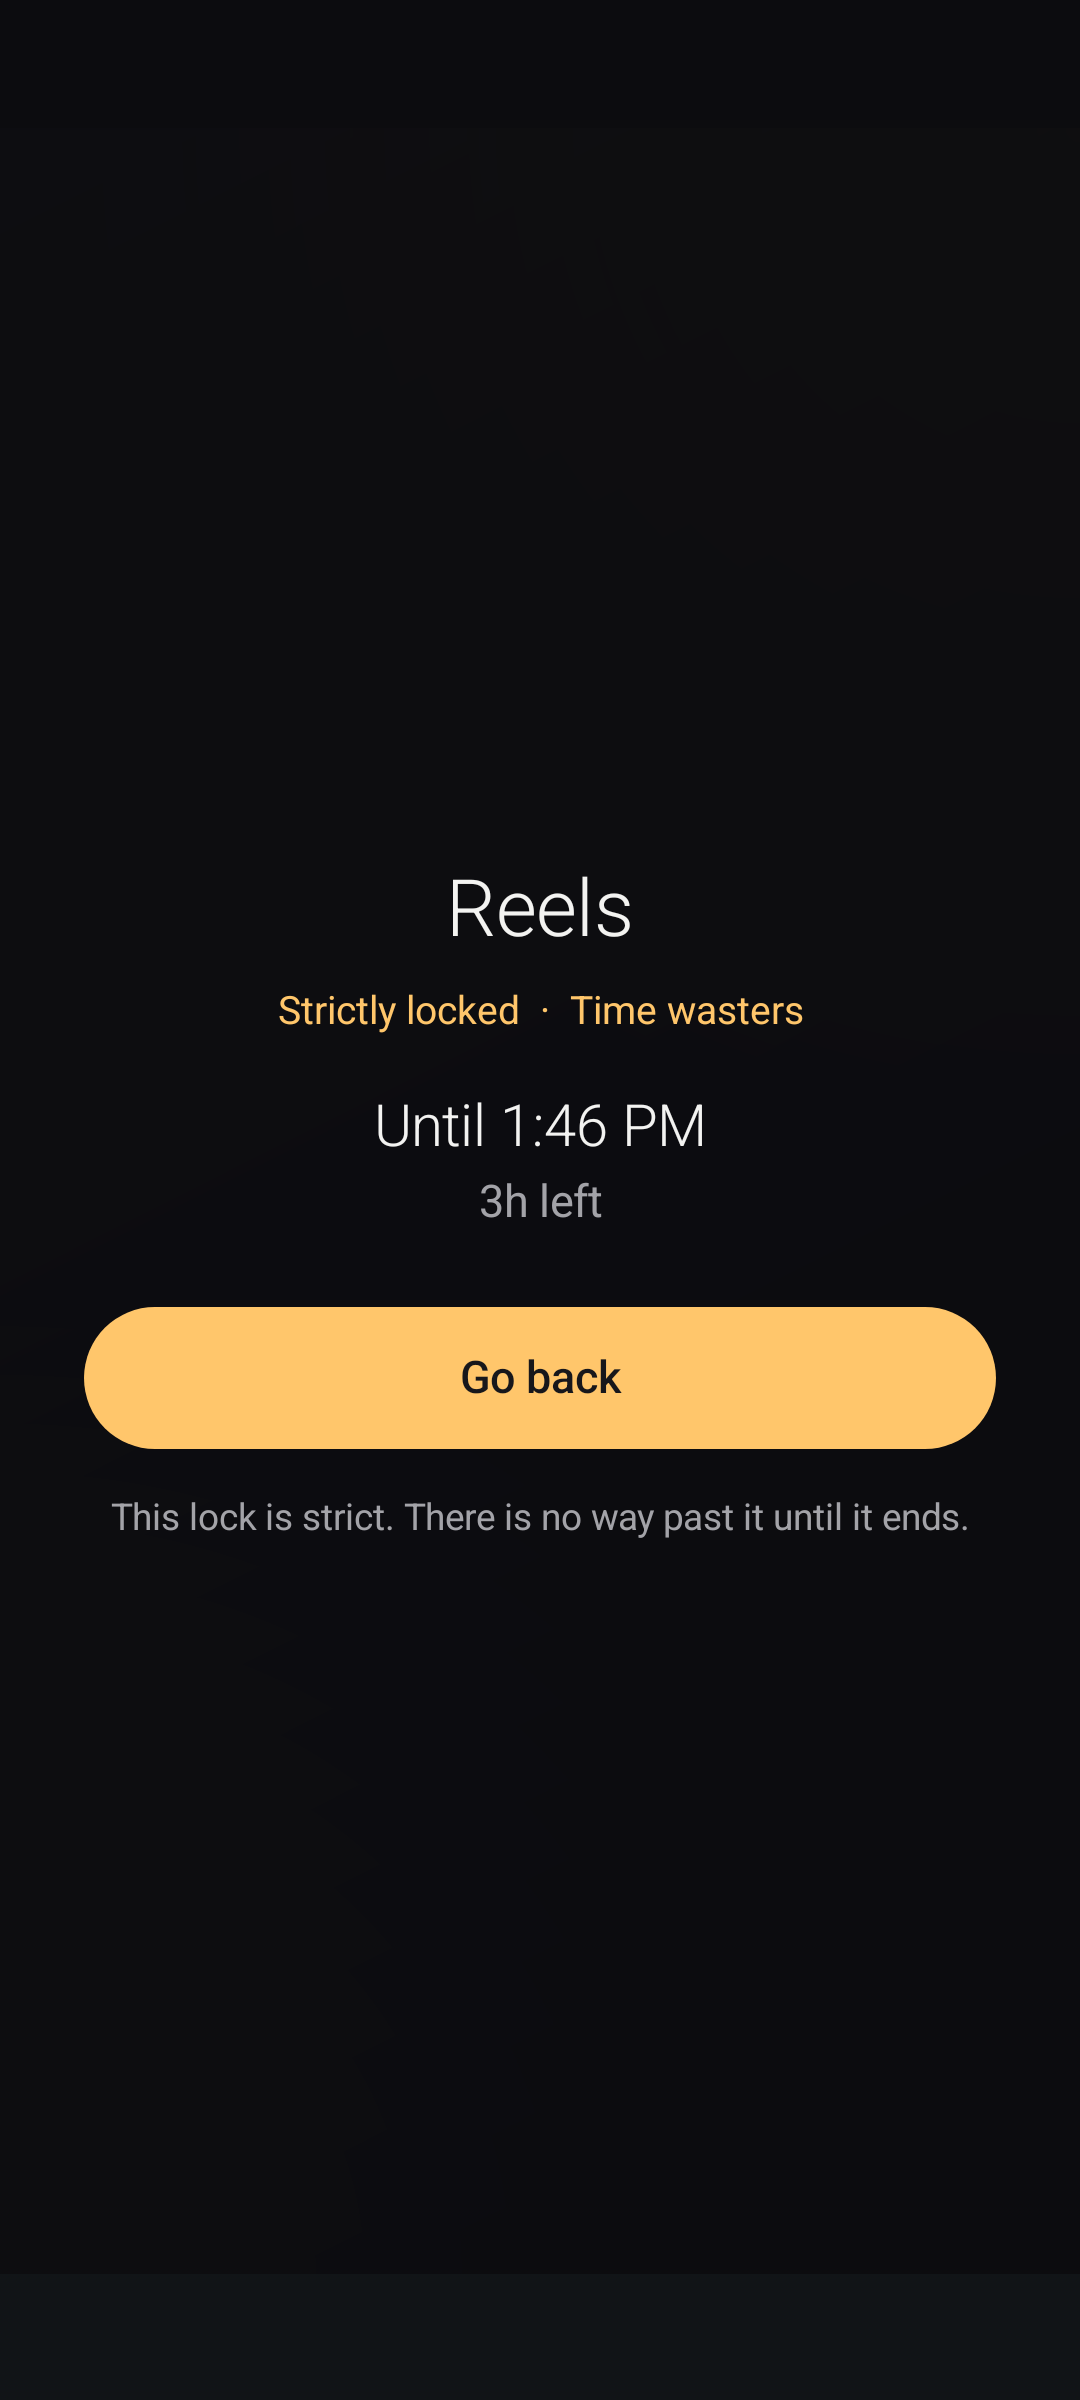 Reels
Strictly locked · Time wasters
Until 1:46 PM
3h left
Go back
This lock is strict. There is no way past it until it ends.